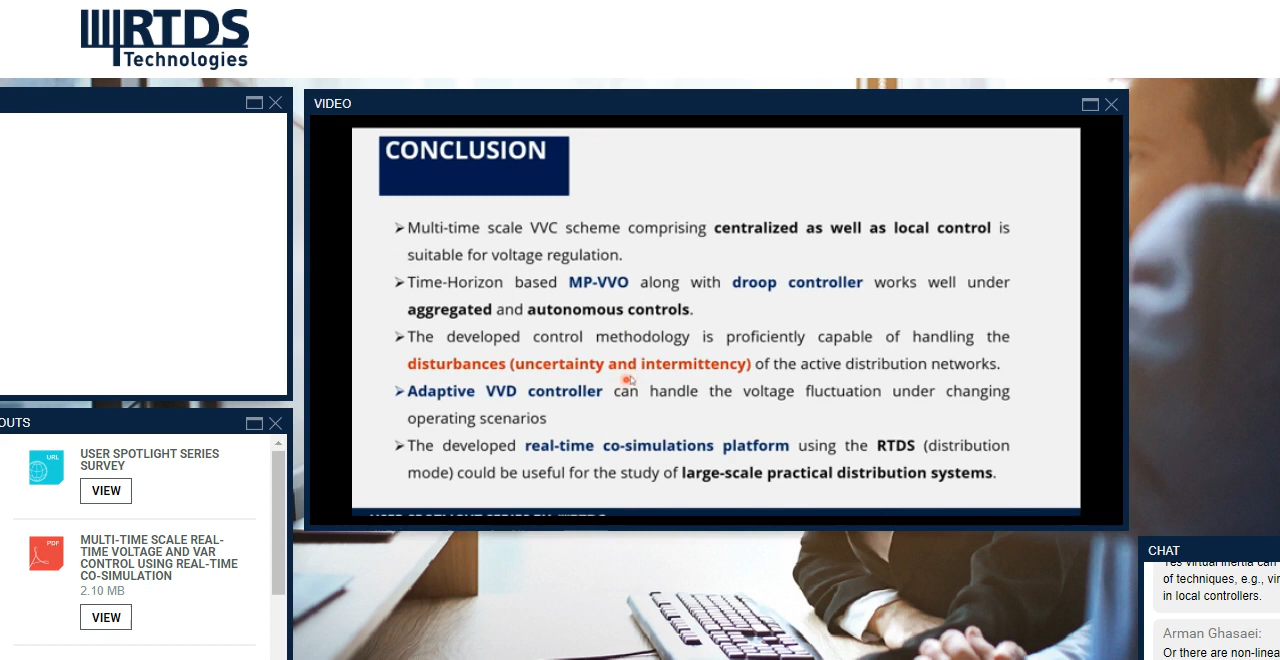 RTDS
Technologies
VIDEO
CONCLUSION
➢Multi-time scale VVC scheme comprising centralized as well as local control is
suitable for voltage regulation.
➢Time-Horizon based MP-VVO along with droop controller works well under
aggregated and autonomous controls.
➢The developed control methodology is proficiently capable of handling the
disturbances (uncertainty and intermittency) of the active distribution networks.
➢Adaptive VVD controller can handle the voltage fluctuation under changing
operating scenarios
➢The developed real-time co-simulations platform using the RTDS (distribution
mode) could be useful for the study of large-scale practical distribution systems.
OUTS
URL
USER SPOTLIGHT SERIES
SURVEY
VIEW
PDF
MULTI-TIME SCALE REAL-
TIME VOLTAGE AND VAR
CONTROL USING REAL-TIME
CO-SIMULATION
2.10 MB
VIEW
CHAT
Yes virtual inertia can
of techniques, e.g.,
in local controllers.
Arman Ghasaei:
Or there are